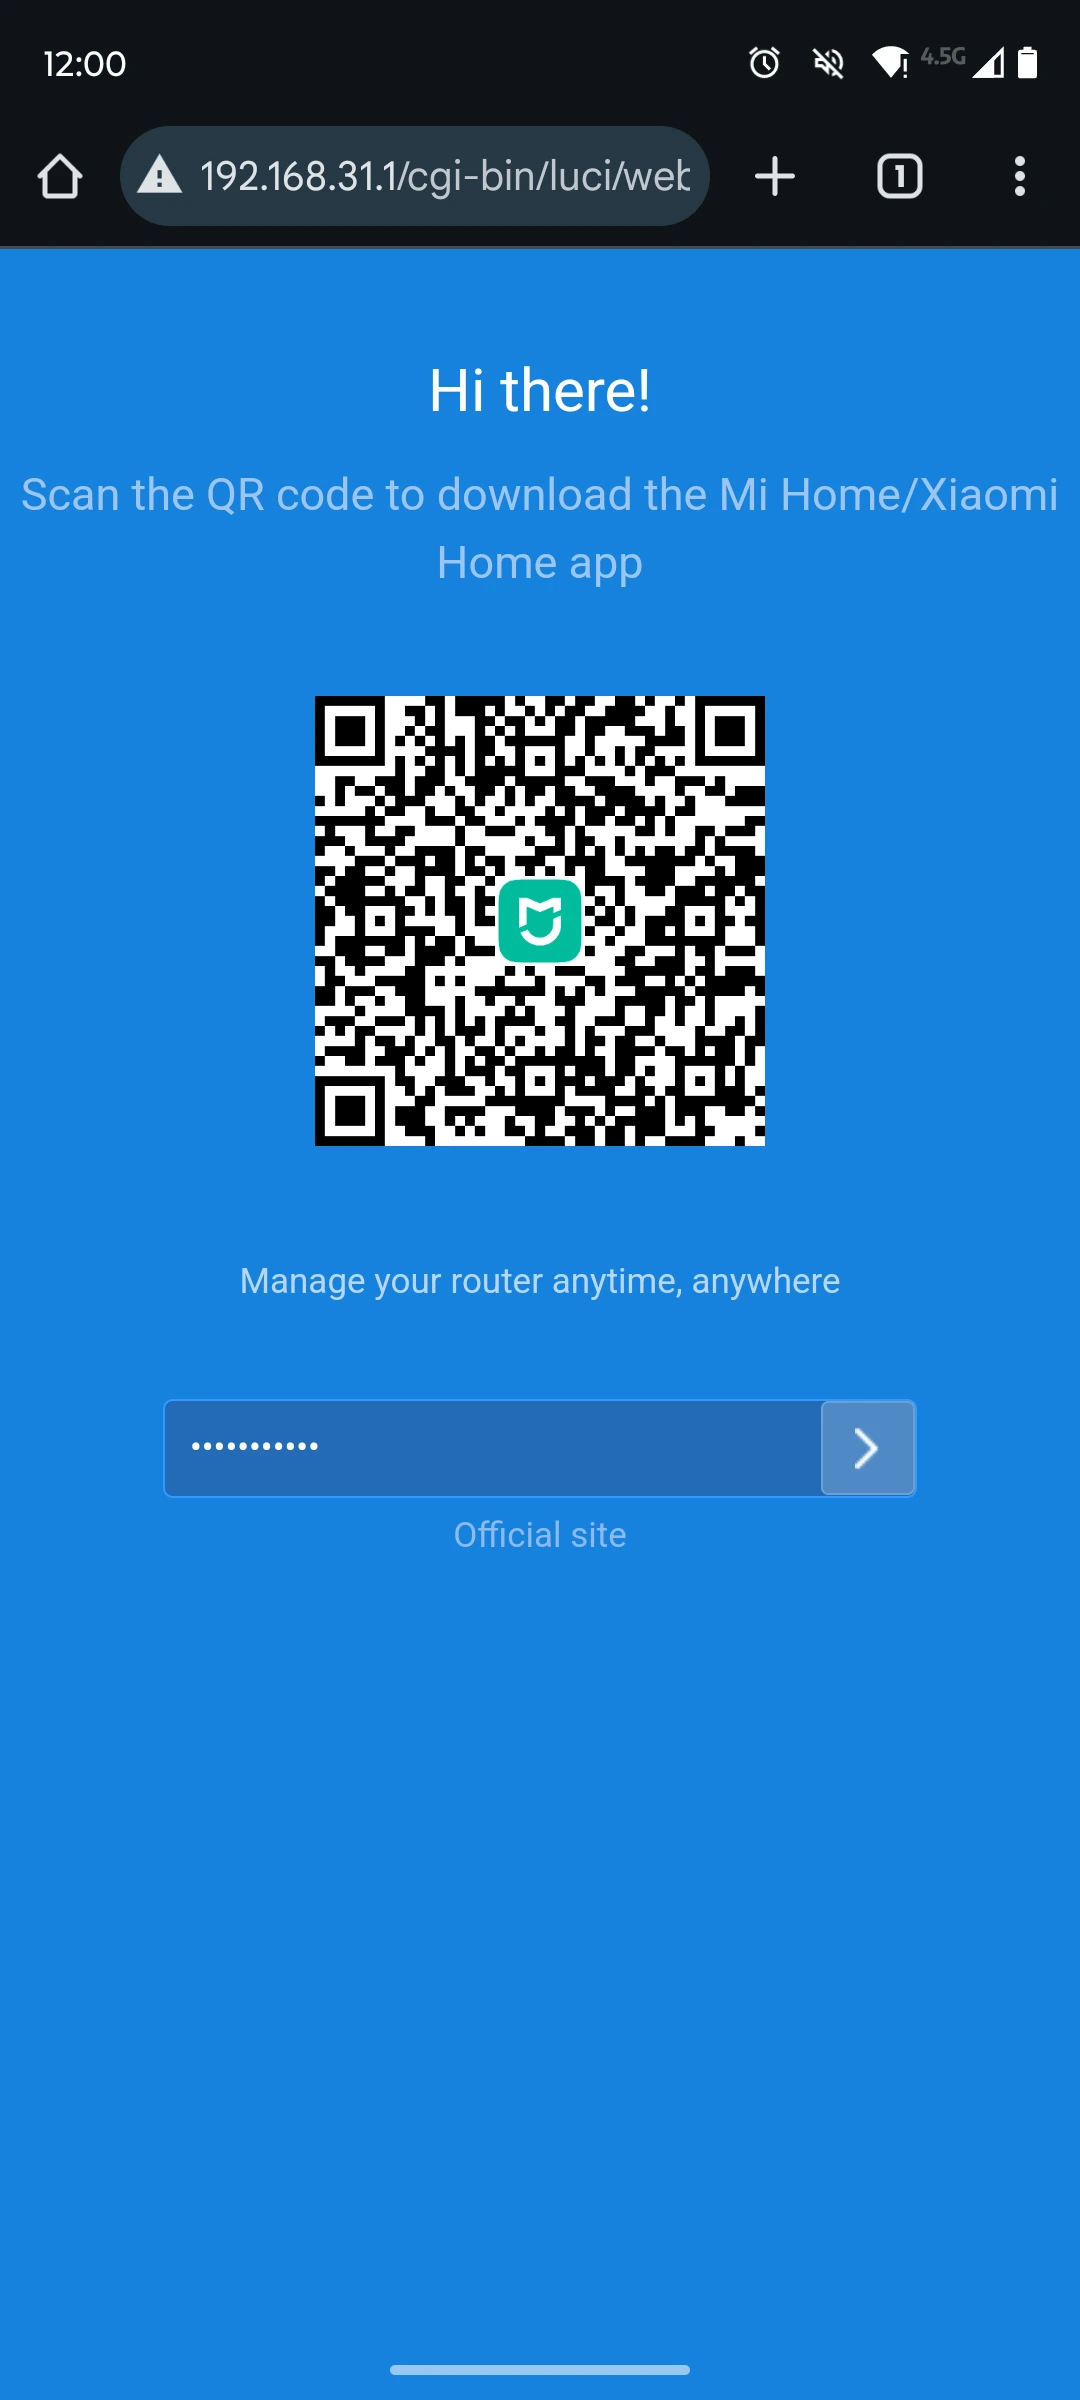 12:00
4.5G
192.168.31.1/cgi-bin/luci/web
1
Hi there!
Scan the QR code to download the Mi Home/Xiaomi
Home app
Manage your router anytime, anywhere
•••••••••••
Official site